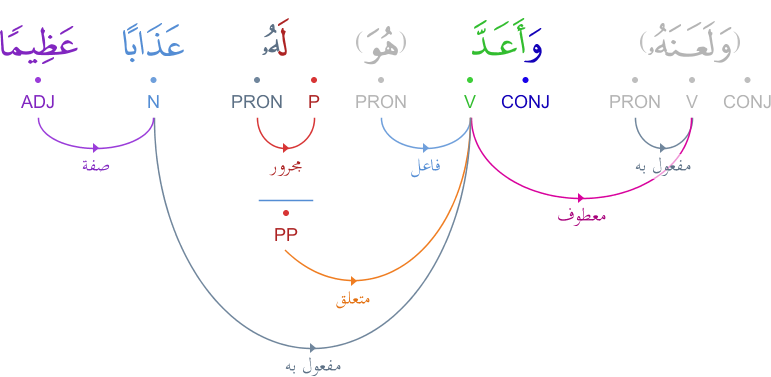 (وَلَعَنَهُۥ) وَأَعَدَّ (هُوَ) لَهُۥ عَذَابًا عَظِيمًا
CONJ V PRON CONJ V PRON P PRON N ADJ
مفعول به
فاعل مجرور صفة
معطوف
PP
متعلق
مفعول به